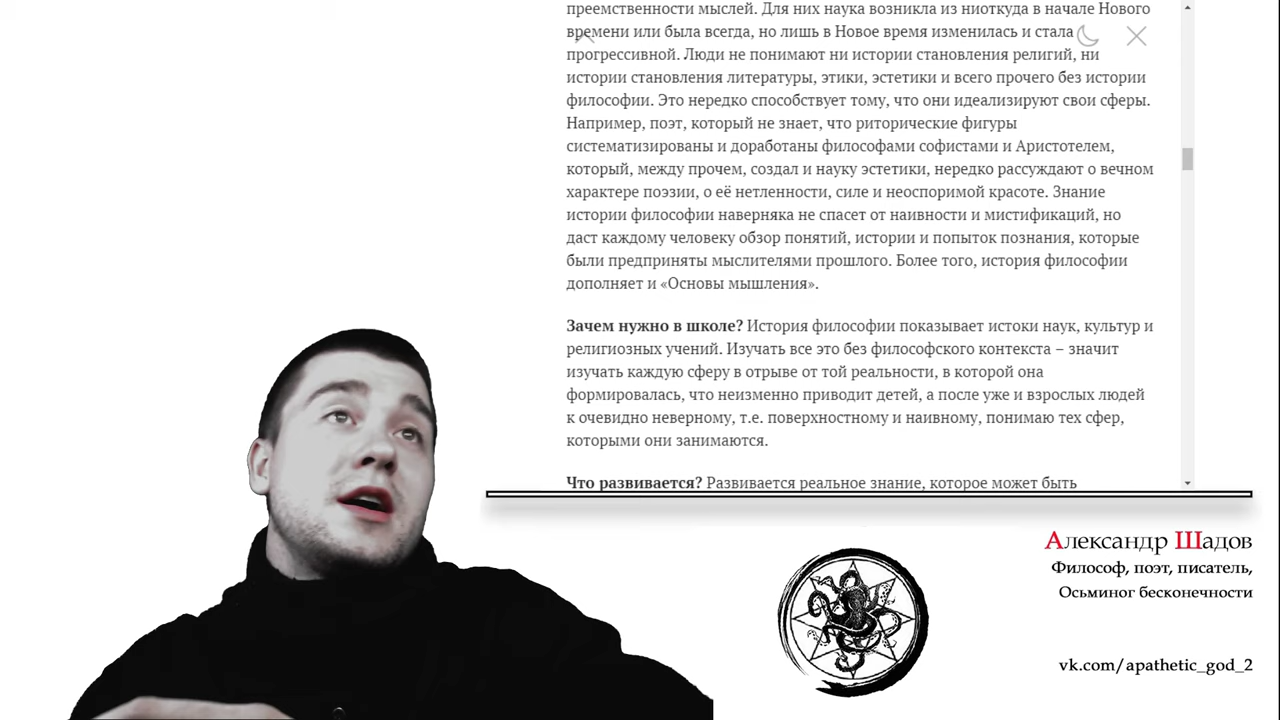 преемственности мыслей. Для них наука возникла из ниоткуда в начале Нового
времени или была всегда, но лишь в Новое время изменилась и стала
прогрессивной. Люди не понимают ни истории становления религий, ни
истории становления литературы, этики, эстетики и всего прочего без истории
философии. Это нередко способствует тому, что они идеализируют свои сферы.
Например, поэт, который не знает, что риторические фигуры
систематизированы и доработаны философами софистами и Аристотелем,
который, между прочем, создал и науку эстетики, нередко рассуждают о вечном
характере поэзии, о её нетленности, силе и неоспоримой красоте. Знание
истории философии наверняка не спасет от наивности и мистификаций, но
даст каждому человеку обзор понятий, истории и попыток познания, которые
были предприняты мыслителями прошлого. Более того, история философии
дополняет и «Основы мышления».
Зачем нужно в школе? История философии показывает истоки наук, культур и
религиозных учений. Изучать все это без философского контекста – значит
изучать каждую сферу в отрыве от той реальности, в которой она
формировалась, что неизменно приводит детей, а после уже и взрослых людей
к очевидно неверному, т.е. поверхностному и наивному, понимаю тех сфер,
которыми они занимаются.
Что развивается? Развивается реальное знание, которое может быть
Александр Шадов
Философ, поэт, писатель,
Осьминог бесконечности
vk.com/apathetic_god_2